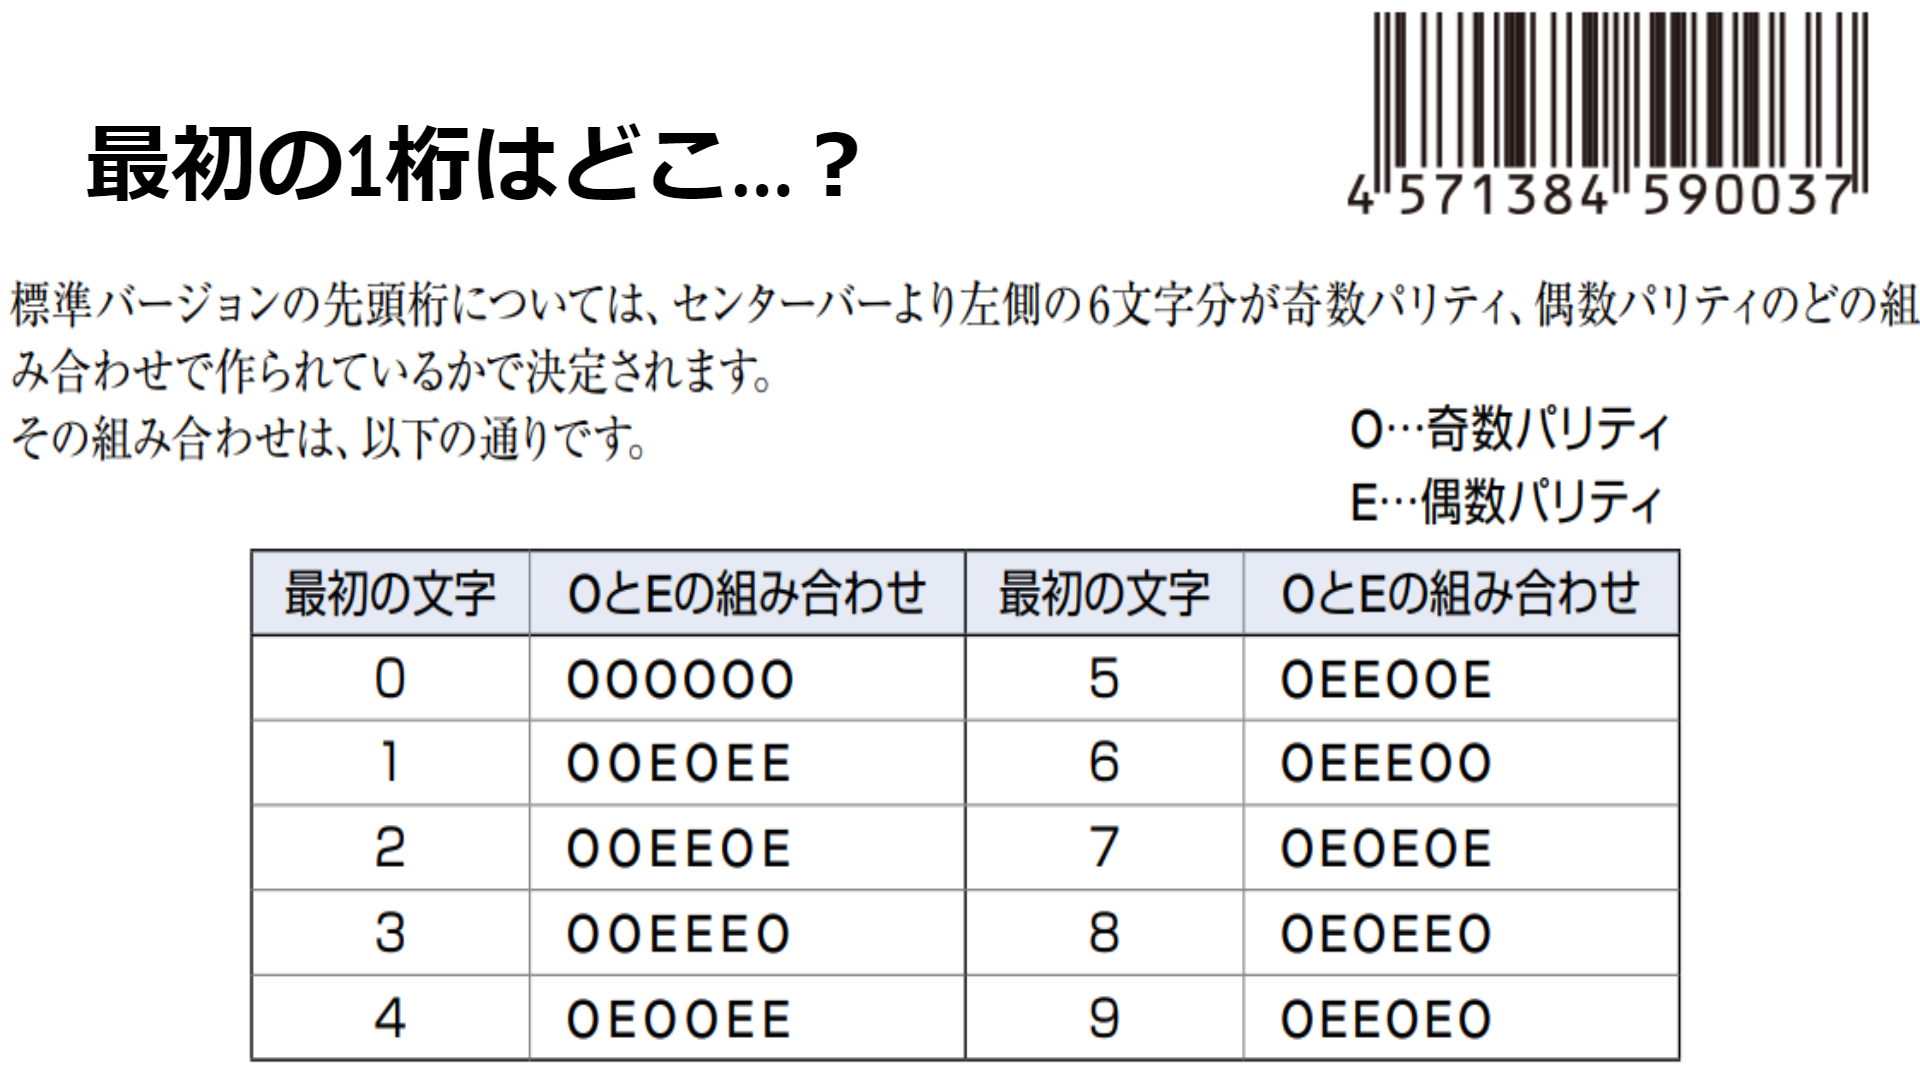 最初の1桁はどこ…？
4 571384 590037
標準バージョンの先頭桁については、センターバーより左側の6文字分が奇数パリティ、偶数パリティのどの組
み合わせで作られているかで決定されます。
その組み合わせは、以下の通りです。
O…奇数パリティ
E…偶数パリティ
最初の文字 OとEの組み合わせ 最初の文字 OとEの組み合わせ
0 OOOOOO 5 OEEOOE
1 OOEOEE 6 OEEEOO
2 OOEEOE 7 OEOEOE
3 OOEEEO 8 OEOEEO
4 OEOOEE 9 OEEOEO